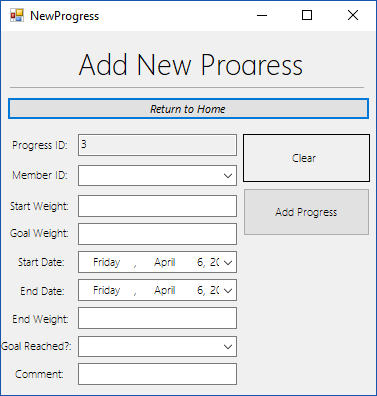 NewProgress
Add New Progress
Return to Home
Progress ID: 3
Clear
Member ID:
Add Progress
Start Weight:
Goal Weight:
Start Date: Friday , April 6, 20
End Date: Friday , April 6, 20
End Weight:
Goal Reached?:
Comment: